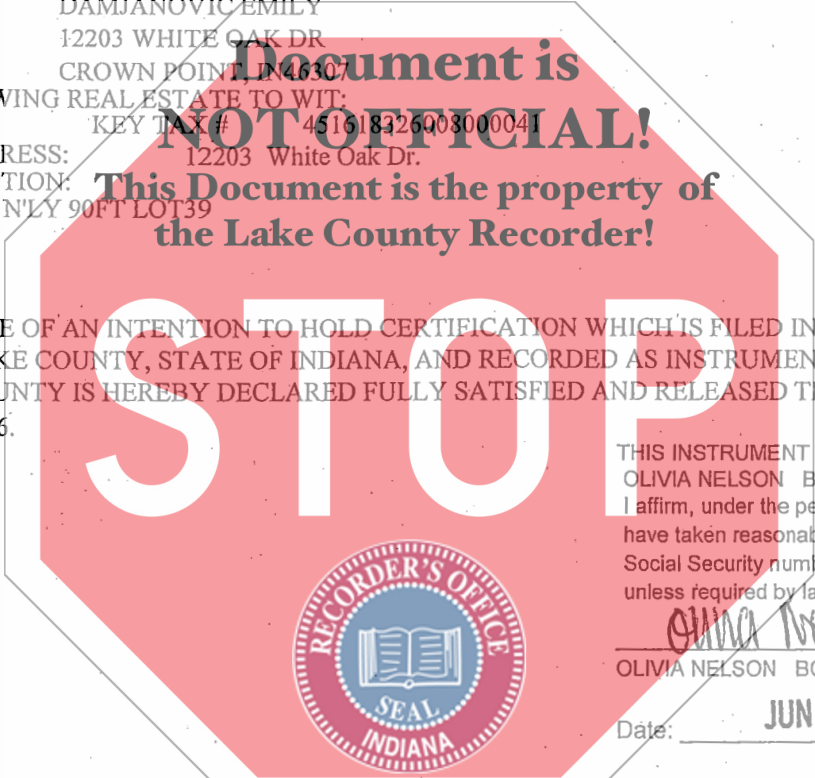 DAMJANOVIC EMILY
12203 WHITE OAK DR
CROWN POINT, IN46307
Document is
WING REAL ESTATE TO WIT:
KEY TAX # 451618326008000041
NOT OFFICIAL!
RESS: 12203 White Oak Dr.
TION:
This Document is the property of
N'LY 90FT LOT39
the Lake County Recorder!
E OF AN INTENTION TO HOLD CERTIFICATION WHICH IS FILED IN
KE COUNTY, STATE OF INDIANA, AND RECORDED AS INSTRUMEN
UNTY IS HEREBY DECLARED FULLY SATISFIED AND RELEASED T
6.
STOP
THIS INSTRUMENT
OLIVIA NELSON B
I affirm, under the pe
have taken reasonab
Social Security numb
unless required by la
RECORDER'S OFFICE
SEAL
INDIANA
OLIVIA NELSON BO
Date: JUN